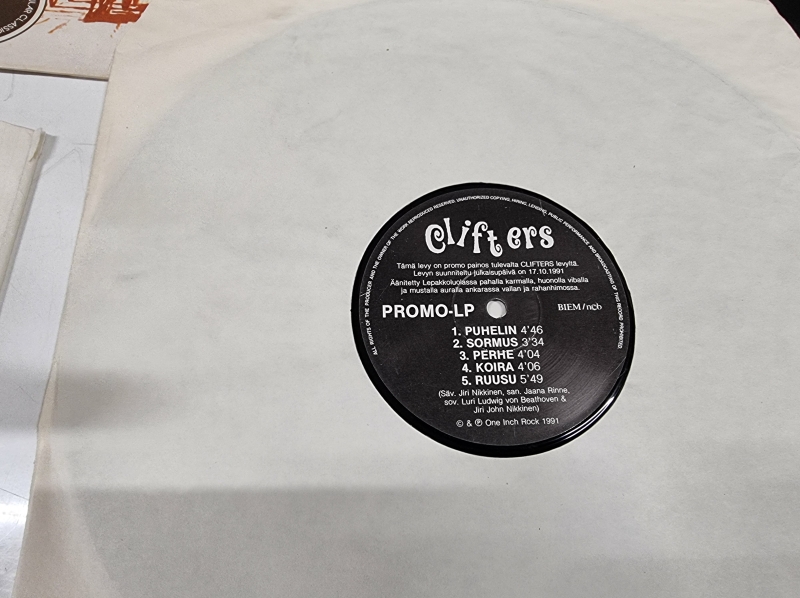 ULAR CLASSI
ALL RIGHTS OF THE PRODUCER AND THE OWNER OF THE WORK REPRODUCED RESERVED. UNAUTHORIZED COPYING, HIRING, LENDING, PUBLIC PERFORMANCE AND BROADCASTING OF THIS RECORD PROHIBITED
Clifters
Tämä levy on promo painos tulevalta CLIFTERS levyltä.
Levyn suunniteltu julkaisupäivä on 17.10.1991
Äänitetty Lepakkoluolassa pahalla karmalla, huonolla viballa
ja mustalla auralla ankarassa vallan ja rahanhimossa.
PROMO-LP
BIEM/ncb
1. PUHELIN 4'46
2. SORMUS 3'34
3. PERHE 4'04
4. KOIRA 4'06
5. RUUSU 5'49
(Säv. Jiri Nikkinen, san. Jaana Rinne,
sov. Luri Ludwig von Beathoven &
Jiri John Nikkinen)
© & ℗ One Inch Rock 1991